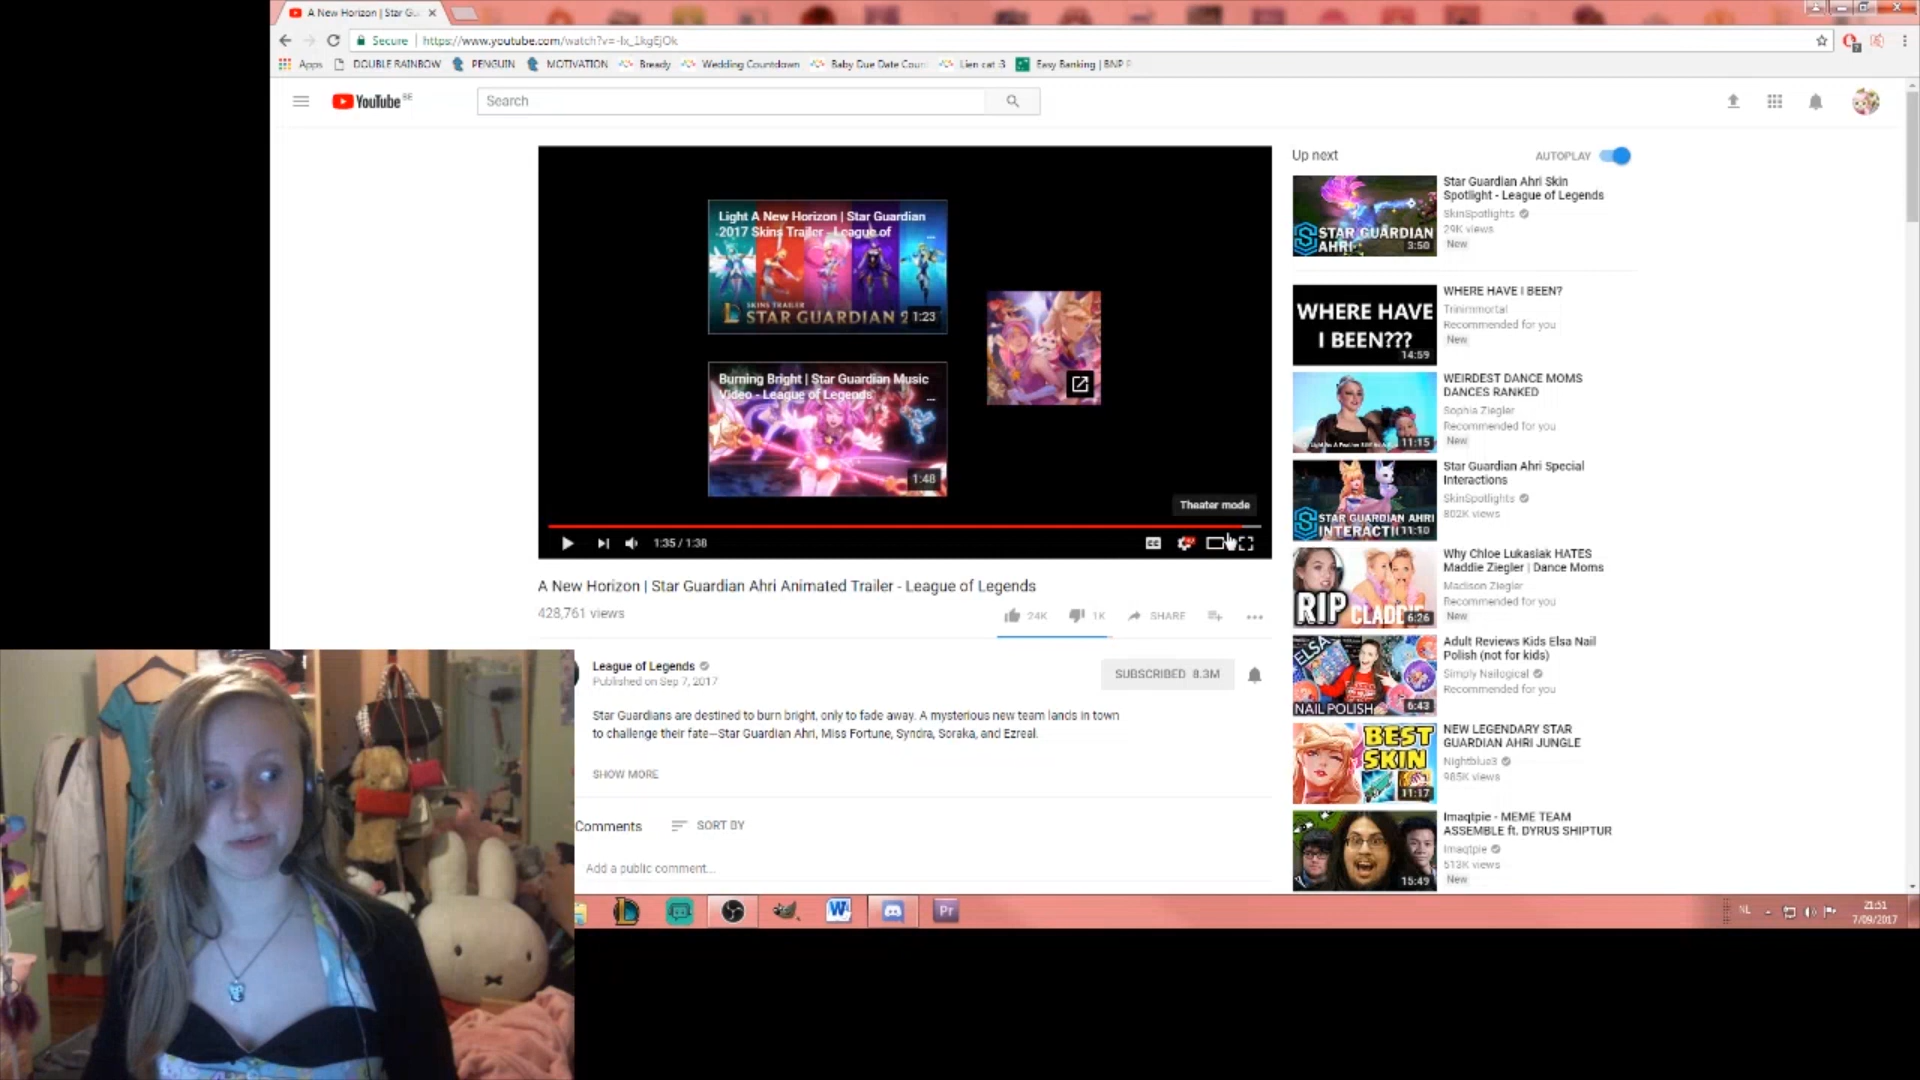 A New Horizon | Star Gu
Secure
https://www.youtube.com/watch?v=-Ix_1kgEjOk
Apps
DOUBLE RAINBOW
PENGUIN
MOTIVATION
Bready
Wedding Countdown
Baby Due Date Coun
Lien cat :3
Easy Banking | BNP
YouTube BE
Search
Light A New Horizon | Star Guardian
2017 Skins Trailer - League of
...
SKINS TRAILER
STAR GUARDIAN 2
1:23
Burning Bright | Star Guardian Music
Video - League of Legends
...
1:48
Theater mode
1:35 / 1:38
CC
A New Horizon | Star Guardian Ahri Animated Trailer - League of Legends
428,761 views
24K
1K
SHARE
League of Legends
Published on Sep 7, 2017
SUBSCRIBED 8.3M
Star Guardians are destined to burn bright, only to fade away. A mysterious new team lands in town
to challenge their fate—Star Guardian Ahri, Miss Fortune, Syndra, Soraka, and Ezreal.
SHOW MORE
Comments
SORT BY
Add a public comment...
Up next
AUTOPLAY
STAR GUARDIAN
AHRI
3:50
Star Guardian Ahri Skin
Spotlight - League of Legends
SkinSpotlights
29K views
New
WHERE HAVE
I BEEN???
14:59
WHERE HAVE I BEEN?
Trinimmortal
Recommended for you
New
11:15
WEIRDEST DANCE MOMS
DANCES RANKED
Sophia Ziegler
Recommended for you
New
STAR GUARDIAN AHRI
INTERACTI
11:10
Star Guardian Ahri Special
Interactions
SkinSpotlights
802K views
RIP
CLADD
6:26
Why Chloe Lukasiak HATES
Maddie Ziegler | Dance Moms
Madison Ziegler
Recommended for you
New
ELSA
NAIL POLISH
6:43
Adult Reviews Kids Elsa Nail
Polish (not for kids)
Simply Nailogical
Recommended for you
BEST
SKIN
11:17
NEW LEGENDARY STAR
GUARDIAN AHRI JUNGLE
Nightblue3
985K views
15:49
Imaqtpie - MEME TEAM
ASSEMBLE ft. DYRUS SHIPTUR
Imaqtpie
513K views
New
W
Pr
NL
21:51
7/09/2017